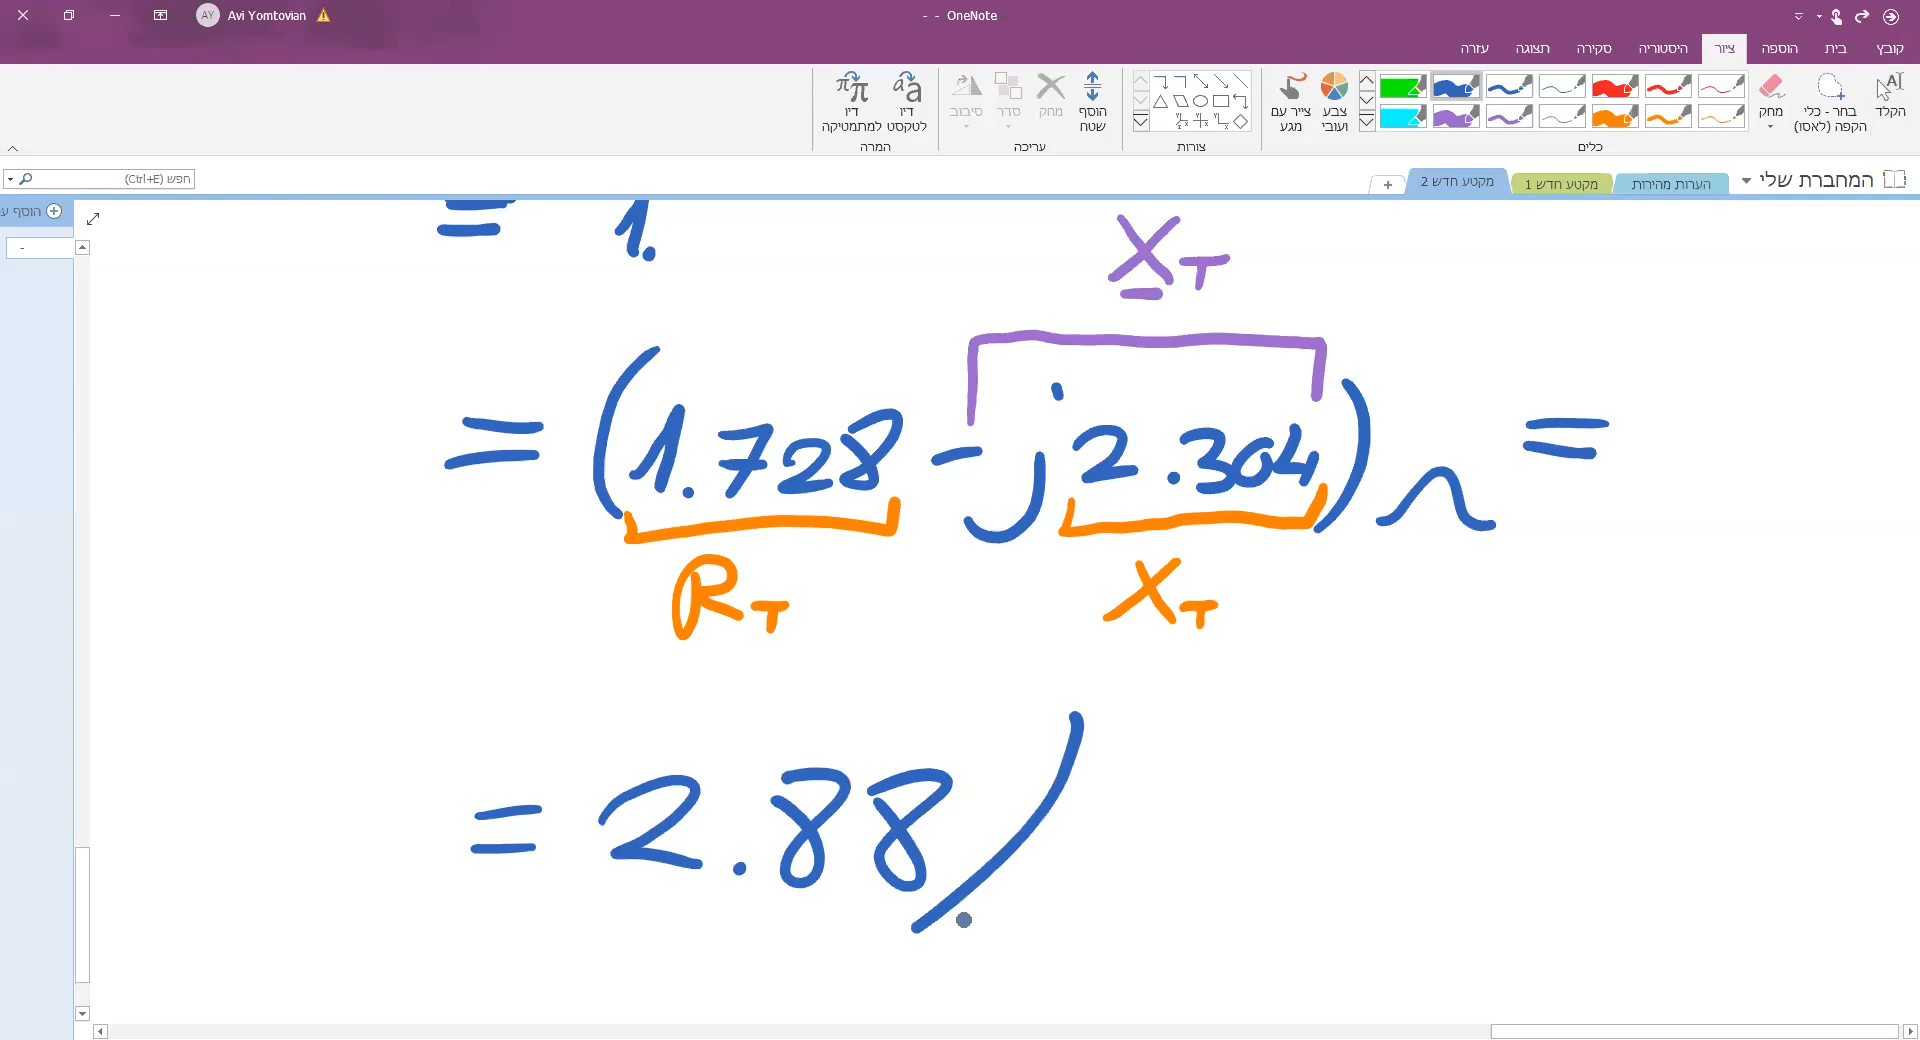 Avi Yomtovian
- - OneNote
קובץ בית הוספה ציור היסטוריה סקירה תצוגה עזרה
הקלד
בחר - כלי הקפה (לאסו)
מחק
כלים
צבע ועובי
צייר עם מגע
צורות
הוסף שטח
מחק
סדר
סיבוב
עריכה
דיו לטקסט
דיו למתמטיקה
המרה
המחברת שלי
הערות מהירות
מקטע חדש 1
מקטע חדש 2
+
חפש (Ctrl+E)
-
= 1.
X_T
= (1.728 - j 2.304) Ω =
R_T X_T
= 2.88 /